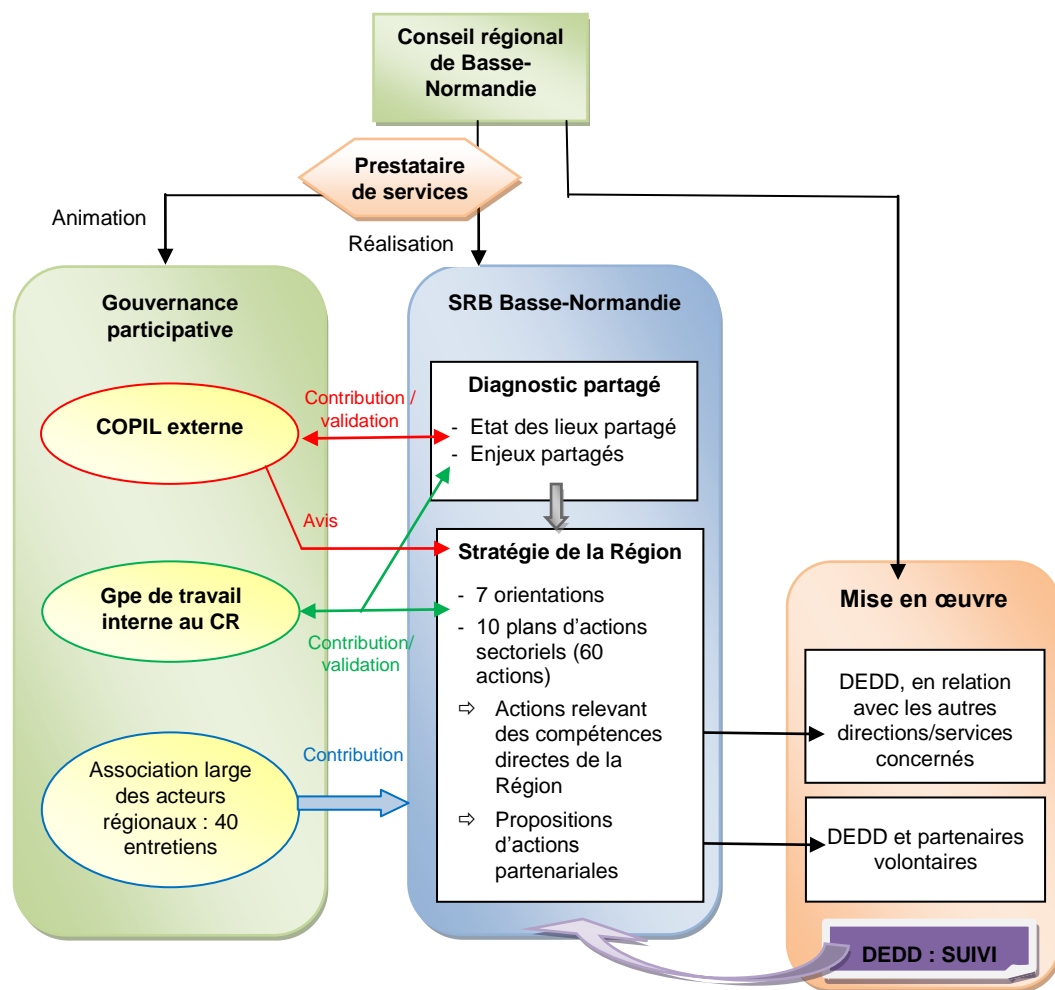 Conseil régional
de Basse-
Normandie
Prestataire
de services
Animation
Réalisation
Gouvernance
participative
COPIL externe
Gpe de travail
interne au CR
Association large
des acteurs
régionaux : 40
entretiens
Contribution /
validation
Avis
Contribution/
validation
Contribution
SRB Basse-Normandie
Diagnostic partagé
- Etat des lieux partagé
- Enjeux partagés
Stratégie de la Région
- 7 orientations
- 10 plans d’actions
sectoriels (60
actions)
⇨ Actions relevant
des compétences
directes de la
Région
⇨ Propositions
d’actions
partenariales
Mise en œuvre
DEDD, en relation
avec les autres
directions/services
concernés
DEDD et partenaires
volontaires
DEDD : SUIVI